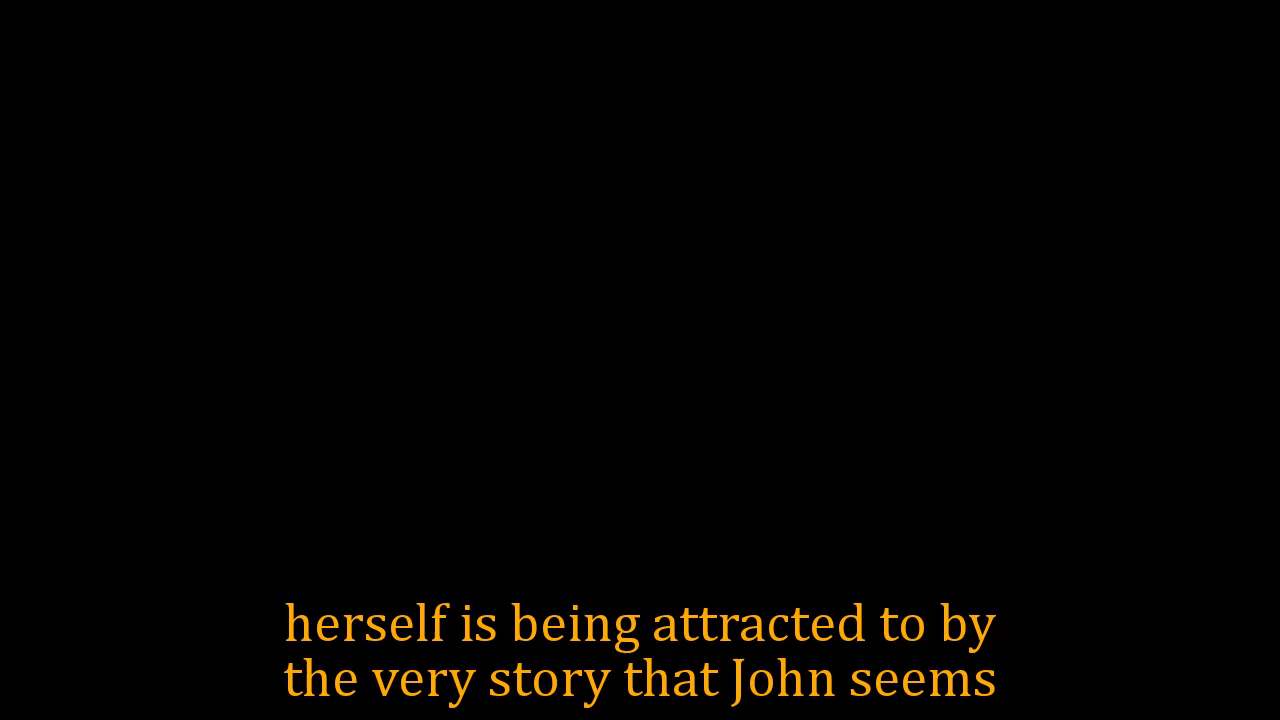 herself is being attracted to by
the very story that John seems